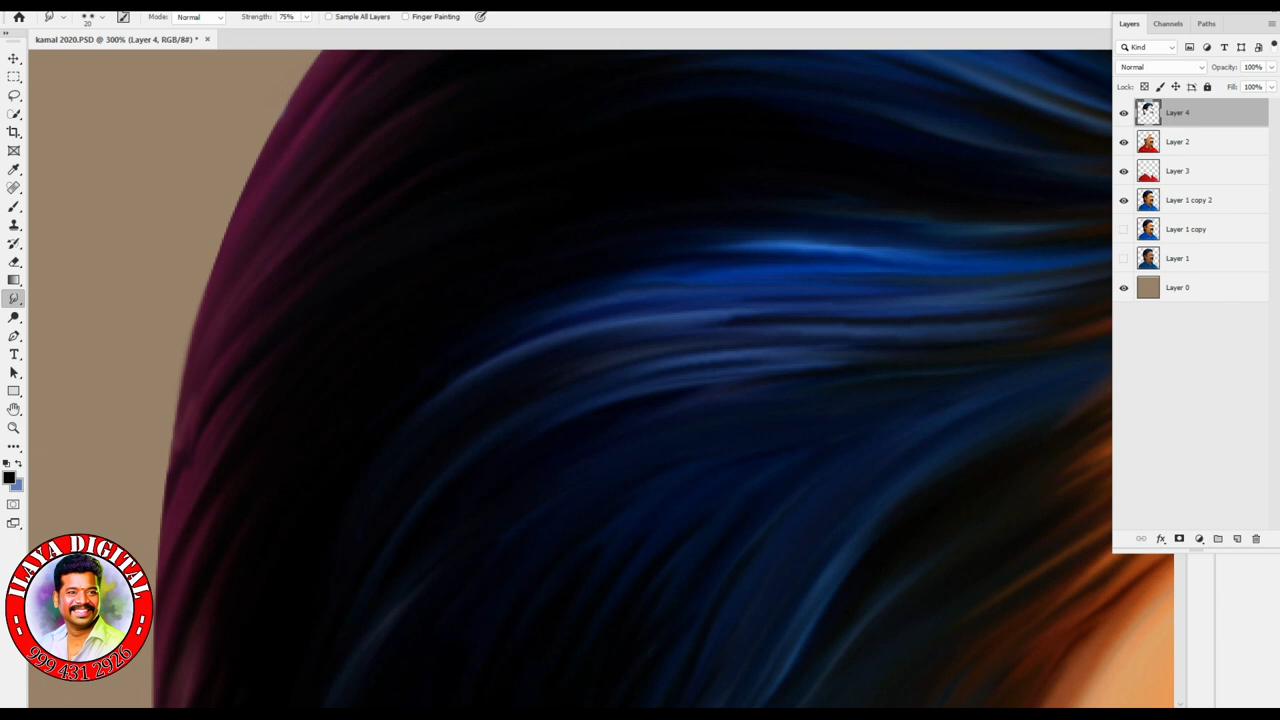 Mode: Normal Strength: 75% Sample All Layers Finger Painting
20
kamal 2020.PSD @ 300% (Layer 4, RGB/8#) * ×
Layers Channels Paths
Kind
Normal Opacity: 100%
Lock: Fill: 100%
Layer 4
Layer 2
Layer 3
Layer 1 copy 2
Layer 1 copy
Layer 1
Layer 0
fx
ILAYA DIGITAL
999 431 2926